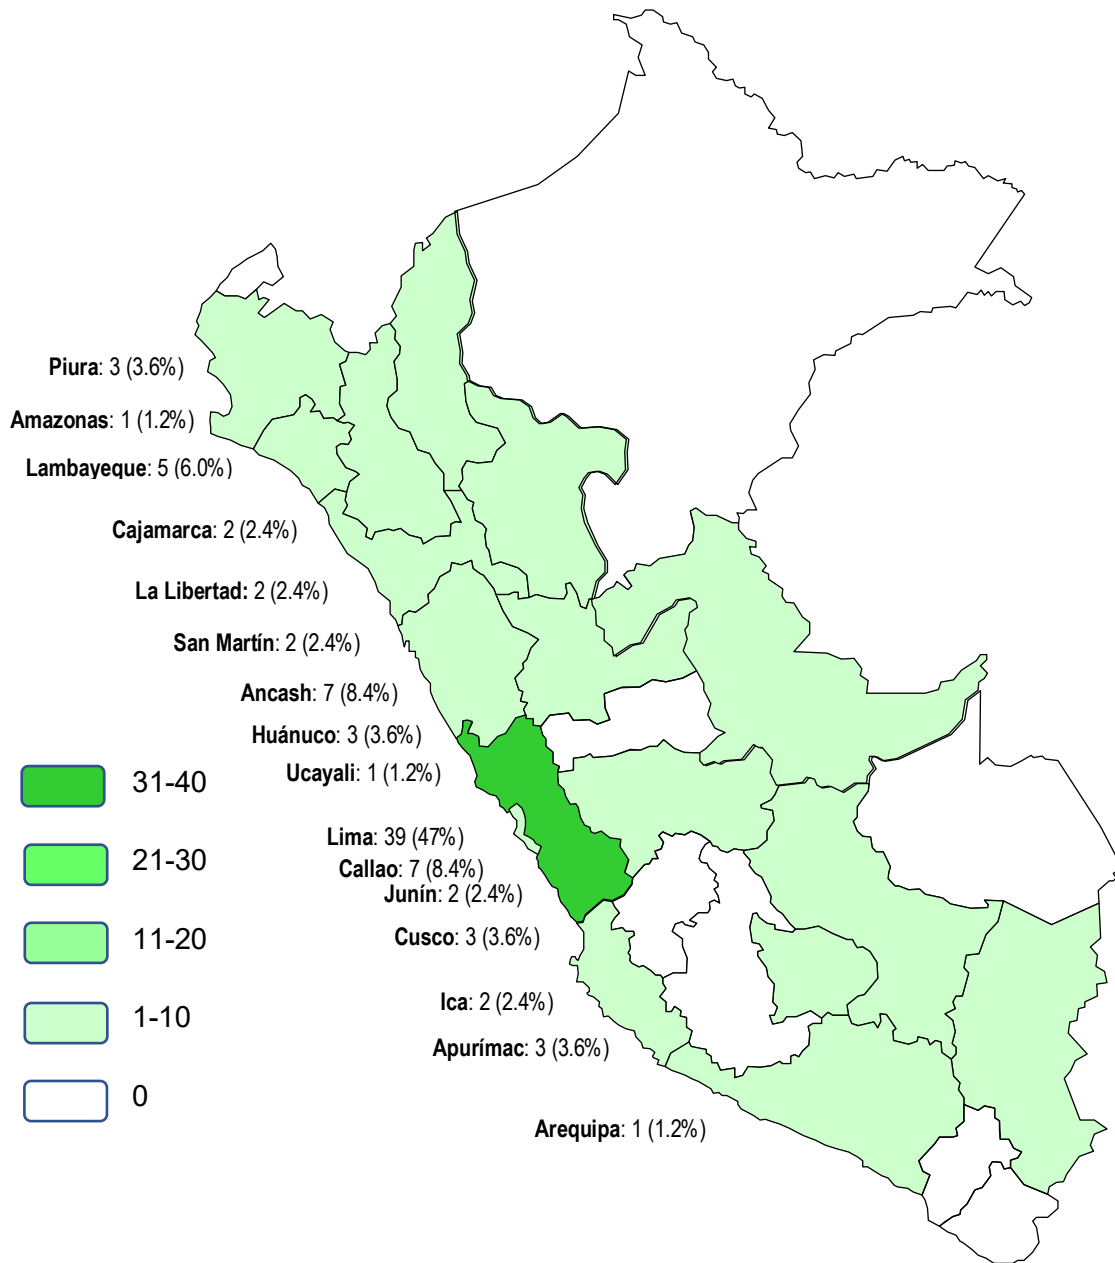 Piura: 3 (3.6%)
Amazonas: 1 (1.2%)
Lambayeque: 5 (6.0%)
Cajamarca: 2 (2.4%)
La Libertad: 2 (2.4%)
San Martín: 2 (2.4%)
Ancash: 7 (8.4%)
Huánuco: 3 (3.6%)
Ucayali: 1 (1.2%)
Lima: 39 (47%)
Callao: 7 (8.4%)
Junín: 2 (2.4%)
Cusco: 3 (3.6%)
Ica: 2 (2.4%)
Apurímac: 3 (3.6%)
Arequipa: 1 (1.2%)
31-40
21-30
11-20
1-10
0